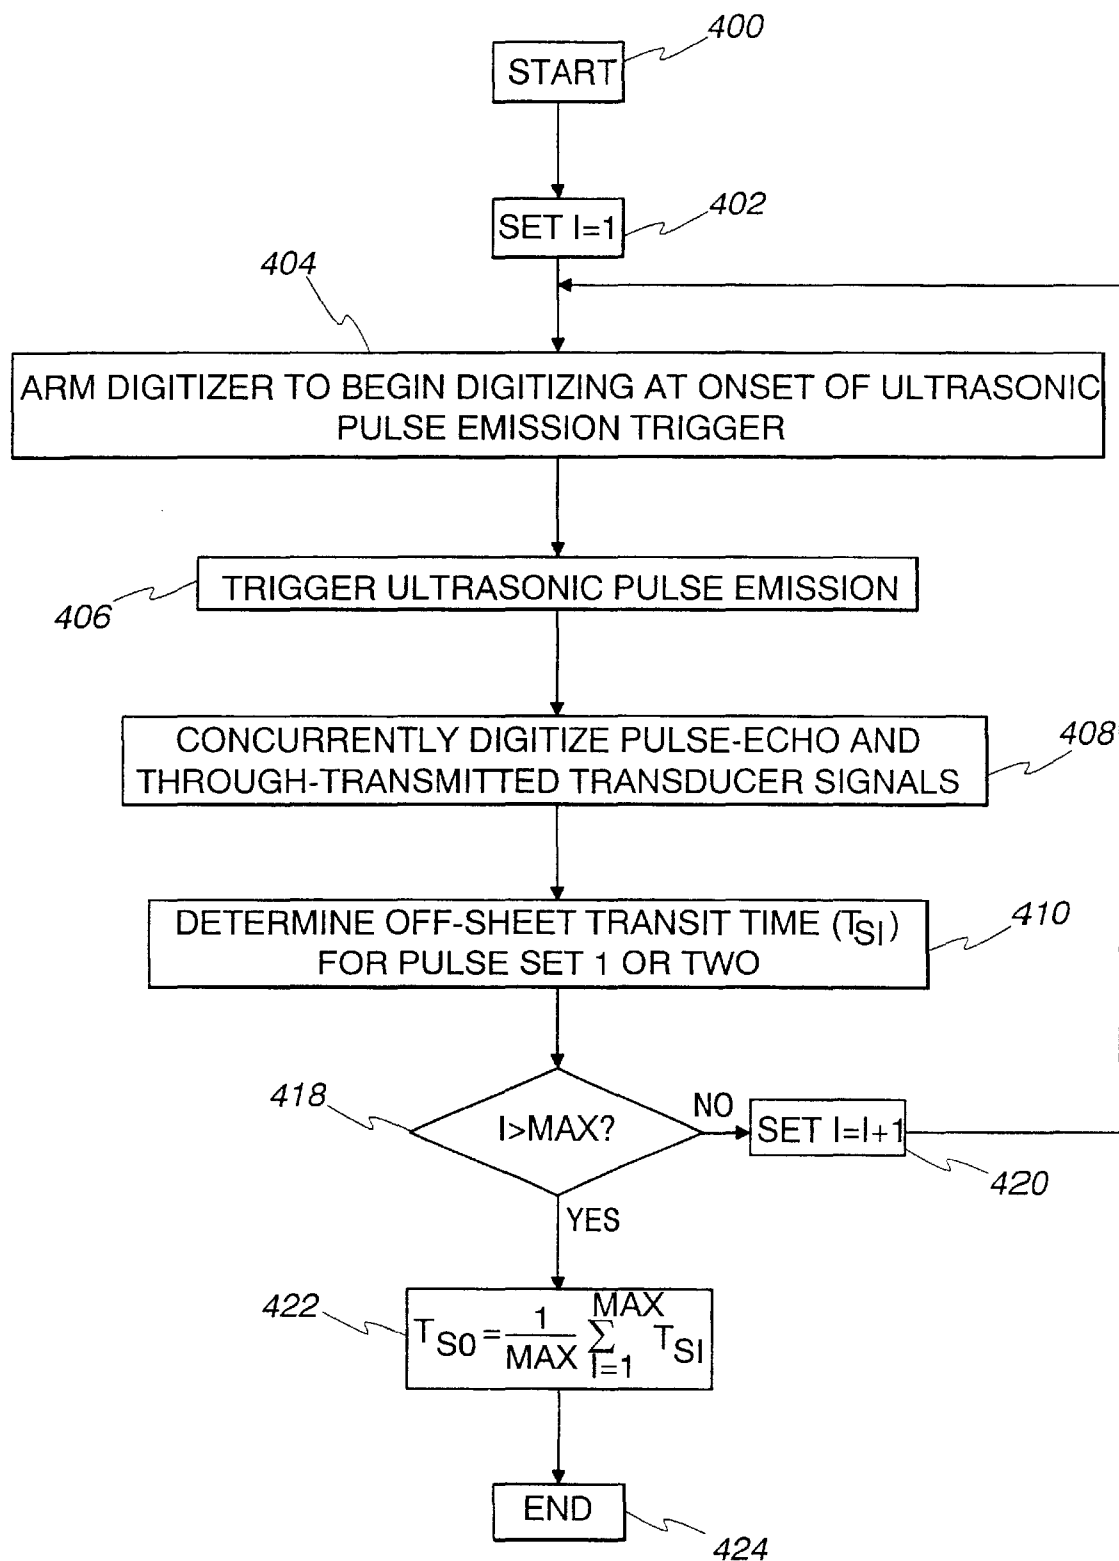 400
START
402
SET I=1
404
ARM DIGITIZER TO BEGIN DIGITIZING AT ONSET OF ULTRASONIC
PULSE EMISSION TRIGGER
TRIGGER ULTRASONIC PULSE EMISSION
406
CONCURRENTLY DIGITIZE PULSE-ECHO AND
THROUGH-TRANSMITTED TRANSDUCER SIGNALS
408
DETERMINE OFF-SHEET TRANSIT TIME (TSI)
FOR PULSE SET 1 OR TWO
410
418
I>MAX?
NO
SET I=I+1
420
YES
422
TS0 = 1/MAX MAX∑I=1 TSI
END
424